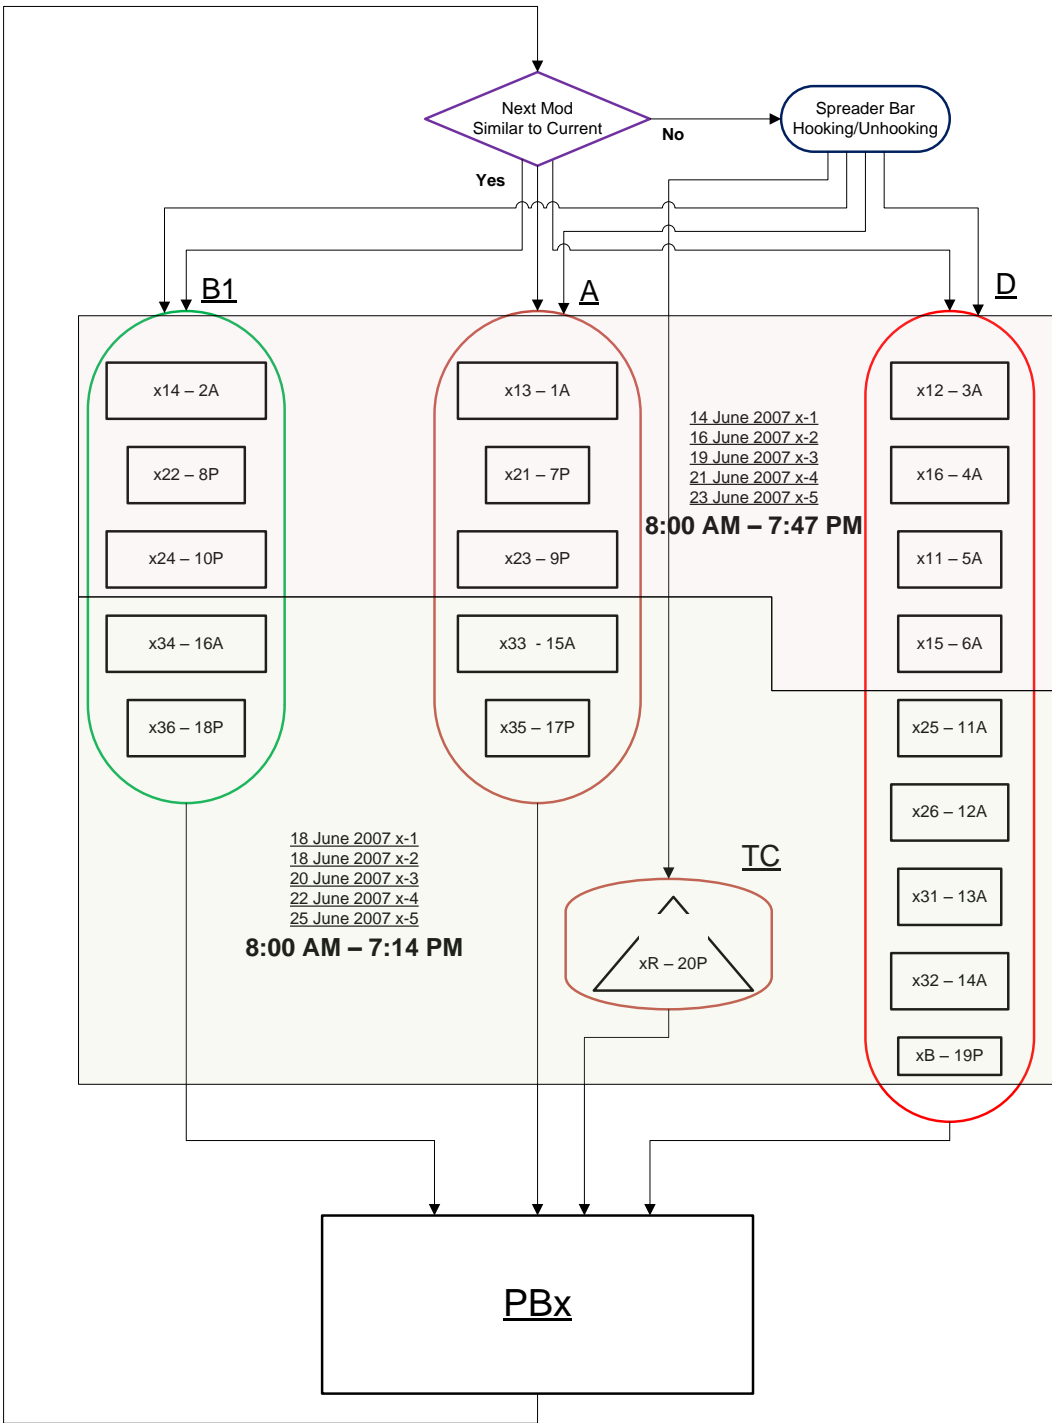 Next Mod
Similar to Current
No
Spreader Bar
Hooking/Unhooking
Yes
B1
A
D
x14 – 2A
x13 – 1A
x12 – 3A
14 June 2007 x-1
16 June 2007 x-2
19 June 2007 x-3
21 June 2007 x-4
23 June 2007 x-5
8:00 AM – 7:47 PM
x22 – 8P
x21 – 7P
x16 – 4A
x24 – 10P
x23 – 9P
x11 – 5A
x34 – 16A
x33 - 15A
x15 – 6A
x36 – 18P
x35 – 17P
x25 – 11A
x26 – 12A
18 June 2007 x-1
18 June 2007 x-2
20 June 2007 x-3
22 June 2007 x-4
25 June 2007 x-5
8:00 AM – 7:14 PM
TC
x31 – 13A
xR – 20P
x32 – 14A
xB – 19P
PBx